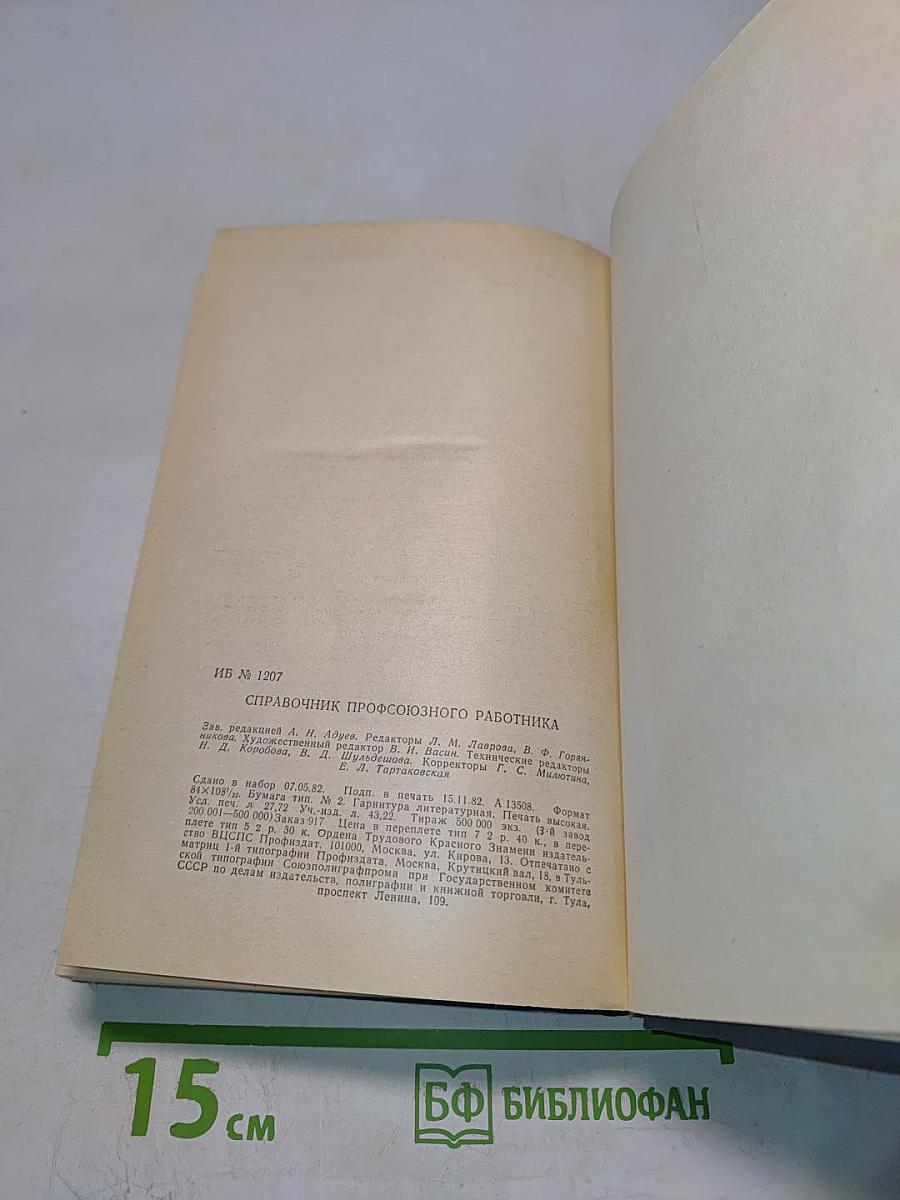 ИБ № 1207
СПРАВОЧНИК ПРОФСОЮЗНОГО РАБОТНИКА
Зав. редакцией А. Н. Адуев. Редакторы Л. М. Лаврова, В. Ф. Горян-
никова. Художественный редактор В. И. Васин. Технические редакторы
Н. Д. Коробова, В. Д. Шульдешова. Корректоры Г. С. Милютина,
Е. Л. Тартаковская
Сдано в набор 07.05.82. Подп. в печать 15.11.82. А 13508. Формат
84×108¹/₃₂. Бумага тип. № 2. Гарнитура литературная. Печать высокая.
Усл. печ. л. 27,72 Уч.-изд. л. 43,22. Тираж 500 000 экз. (3-й завод
200 001—500 000) Заказ 917 Цена в переплете тип 7 2 р. 40 к., в пере-
плете тип 5 2 р. 30 к. Ордена Трудового Красного Знамени издатель-
ство ВЦСПС Профиздат, 101000, Москва, ул. Кирова, 13. Отпечатано с
матриц 1-й типографии Профиздата, Москва, Крутицкий вал, 18, в Туль-
ской типографии Союзполиграфпрома при Государственном комитете
СССР по делам издательств, полиграфии и книжной торговли, г. Тула,
проспект Ленина, 109.
15 см
БФ БИБЛИОФАН